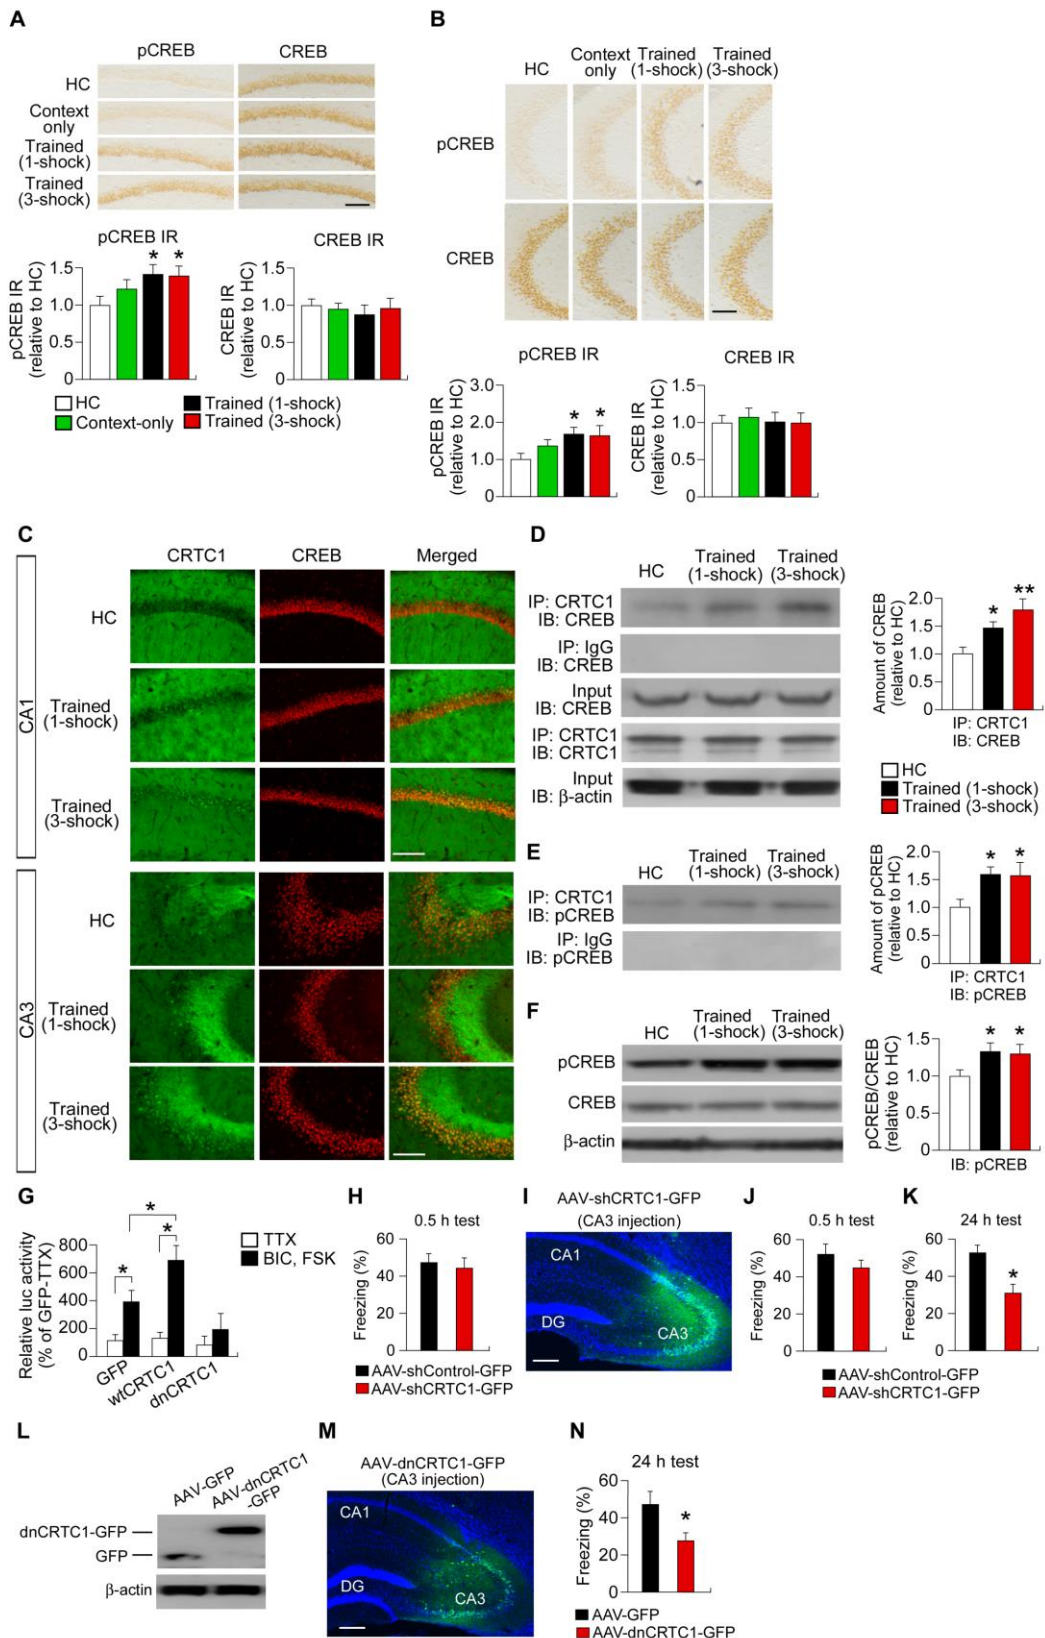 A
pCREB
CREB
HC
Context
only
Trained
(1-shock)
Trained
(3-shock)
pCREB IR
CREB IR
pCREB IR
(relative to HC)
1.5
1.0
0.5
0
* *
CREB IR
(relative to HC)
1.5
1.0
0.5
0
HC
Context-only
Trained (1-shock)
Trained (3-shock)
B
HC
Context
only
Trained
(1-shock)
Trained
(3-shock)
pCREB
CREB
pCREB IR
CREB IR
pCREB IR
(relative to HC)
3.0
2.0
1.0
0
* *
CREB IR
(relative to HC)
1.5
1.0
0.5
0
C
CRTC1
CREB
Merged
CA1
HC
Trained
(1-shock)
Trained
(3-shock)
CA3
HC
Trained
(1-shock)
Trained
(3-shock)
D
HC
Trained
(1-shock)
Trained
(3-shock)
IP: CRTC1
IB: CREB
IP: IgG
IB: CREB
Input
IB: CREB
IP: CRTC1
IB: CRTC1
Input
IB: β-actin
Amount of CREB
(relative to HC)
2.0
1.5
1.0
0.5
0
* **
IP: CRTC1
IB: CREB
HC
Trained (1-shock)
Trained (3-shock)
E
HC
Trained
(1-shock)
Trained
(3-shock)
IP: CRTC1
IB: pCREB
IP: IgG
IB: pCREB
Amount of pCREB
(relative to HC)
2.0
1.5
1.0
0.5
0
* *
IP: CRTC1
IB: pCREB
F
HC
Trained
(1-shock)
Trained
(3-shock)
pCREB
CREB
β-actin
pCREB/CREB
(relative to HC)
1.5
1.0
0.5
0
* *
IB: pCREB
G
Relative luc activity
(% of GFP-TTX)
800
600
400
200
0
*
*
*
TTX
BIC, FSK
GFP
wtCRTC1
dnCRTC1
H
0.5 h test
Freezing (%)
60
40
20
0
AAV-shControl-GFP
AAV-shCRTC1-GFP
I
AAV-shCRTC1-GFP
(CA3 injection)
CA1
DG
CA3
J
0.5 h test
Freezing (%)
60
40
20
0
K
24 h test
Freezing (%)
60
40
20
0
*
AAV-shControl-GFP
AAV-shCRTC1-GFP
L
AAV-GFP
AAV-dnCRTC1
-GFP
dnCRTC1-GFP
GFP
β-actin
M
AAV-dnCRTC1-GFP
(CA3 injection)
CA1
DG
CA3
N
24 h test
Freezing (%)
60
40
20
0
*
AAV-GFP
AAV-dnCRTC1-GFP